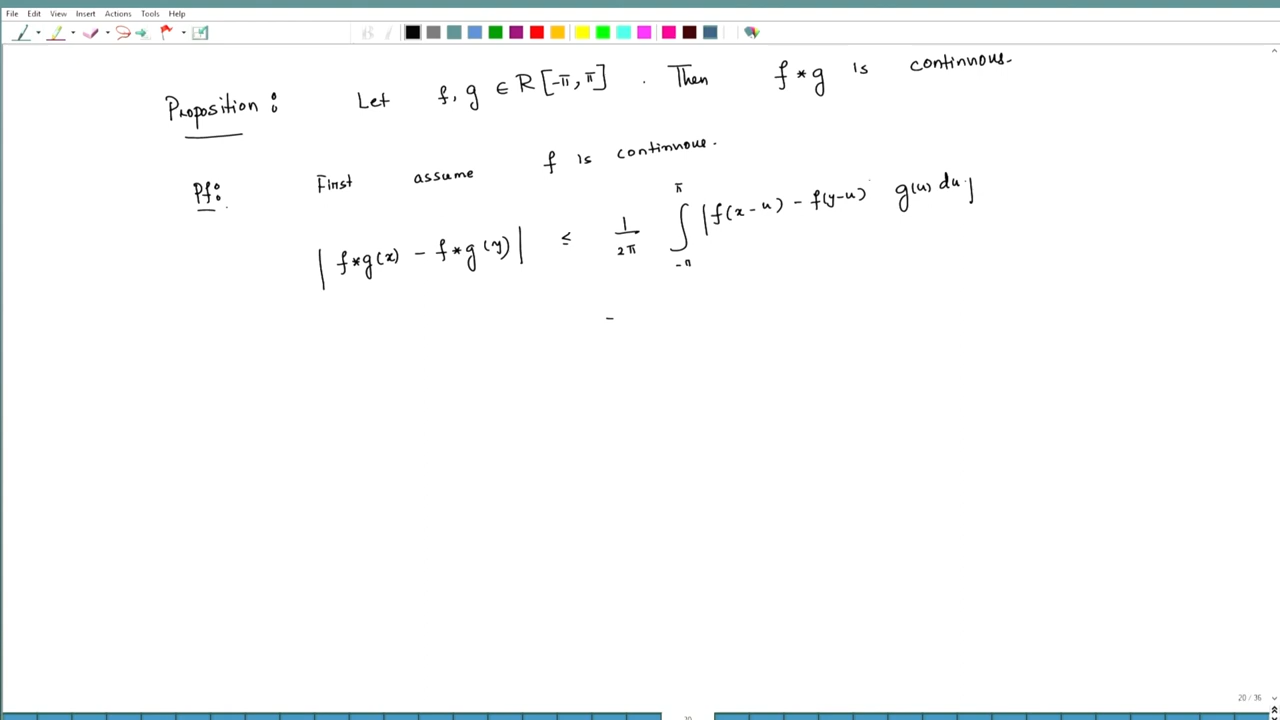 File Edit View Insert Actions Tools Help
Proposition: Let f, g ∈ R[-π, π]. Then f*g is continuous.
Pf: First assume f is continuous.
|f*g(x) - f*g(y)| ≤ 1/2π ∫_{-π}^{π} |f(x-u) - f(y-u) g(u) du.|
-
20 / 36